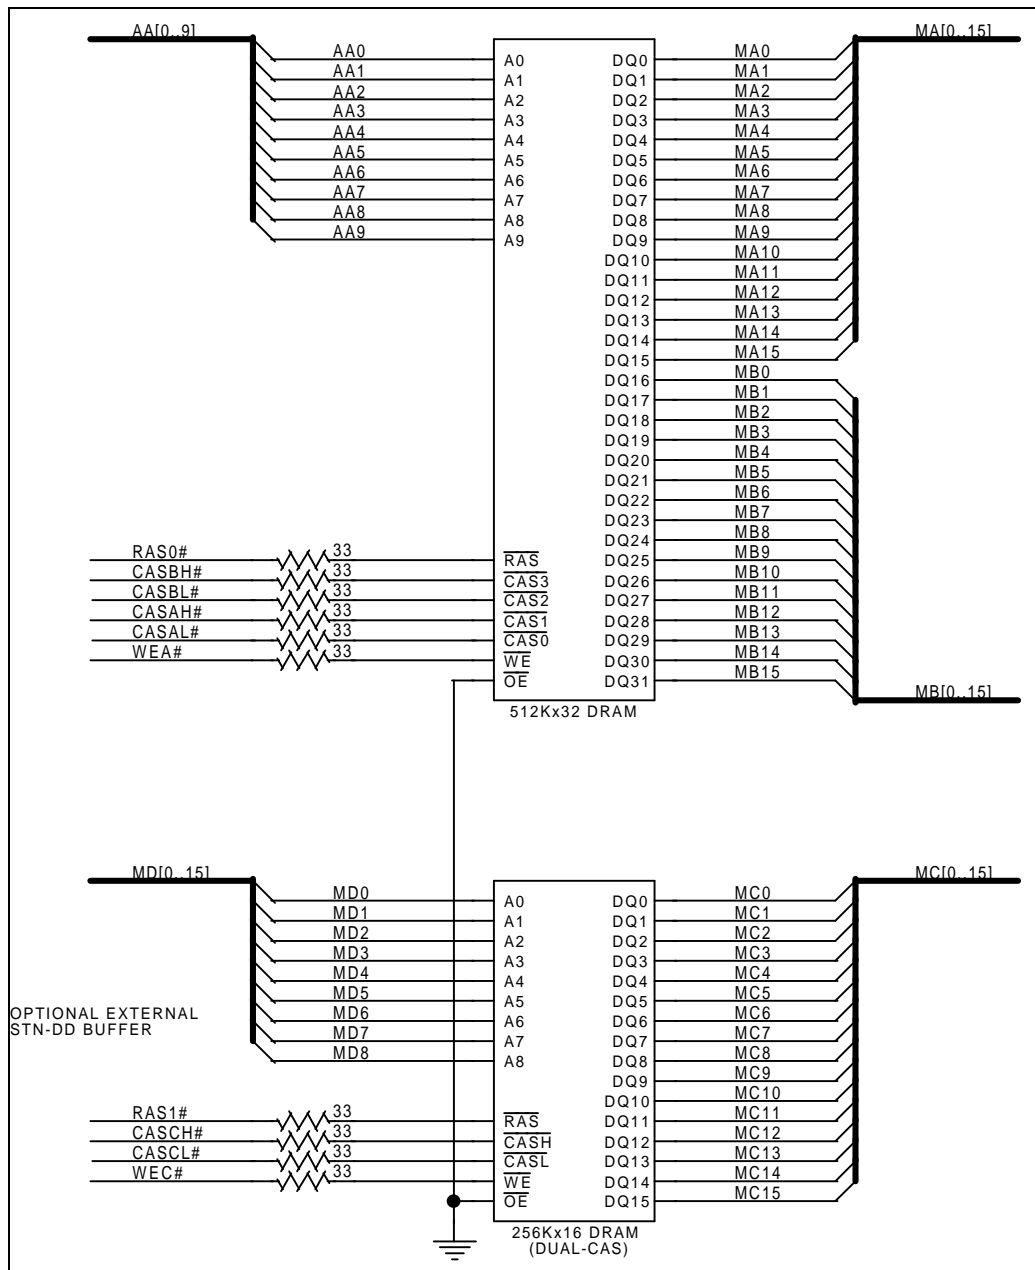 AA[0..9]
MA[0..15]
AA0 A0 DQ0 MA0
AA1 A1 DQ1 MA1
AA2 A2 DQ2 MA2
AA3 A3 DQ3 MA3
AA4 A4 DQ4 MA4
AA5 A5 DQ5 MA5
AA6 A6 DQ6 MA6
AA7 A7 DQ7 MA7
AA8 A8 DQ8 MA8
AA9 A9 DQ9 MA9
DQ10 MA10
DQ11 MA11
DQ12 MA12
DQ13 MA13
DQ14 MA14
DQ15 MA15
DQ16 MB0
DQ17 MB1
DQ18 MB2
DQ19 MB3
DQ20 MB4
DQ21 MB5
DQ22 MB6
DQ23 MB7
DQ24 MB8
RAS0# 33 RAS DQ25 MB9
CASBH# 33 CAS3 DQ26 MB10
CASBL# 33 CAS2 DQ27 MB11
CASAH# 33 CAS1 DQ28 MB12
CASAL# 33 CAS0 DQ29 MB13
WEA# 33 WE DQ30 MB14
OE DQ31 MB15
MB[0..15]
512Kx32 DRAM
MD[0..15]
MC[0..15]
MD0 A0 DQ0 MC0
MD1 A1 DQ1 MC1
MD2 A2 DQ2 MC2
MD3 A3 DQ3 MC3
MD4 A4 DQ4 MC4
MD5 A5 DQ5 MC5
MD6 A6 DQ6 MC6
MD7 A7 DQ7 MC7
MD8 A8 DQ8 MC8
OPTIONAL EXTERNAL
STN-DD BUFFER
DQ9 MC9
DQ10 MC10
RAS1# 33 RAS DQ11 MC11
CASCH# 33 CASH DQ12 MC12
CASCL# 33 CASL DQ13 MC13
WEC# 33 WE DQ14 MC14
OE DQ15 MC15
256Kx16 DRAM
(DUAL-CAS)